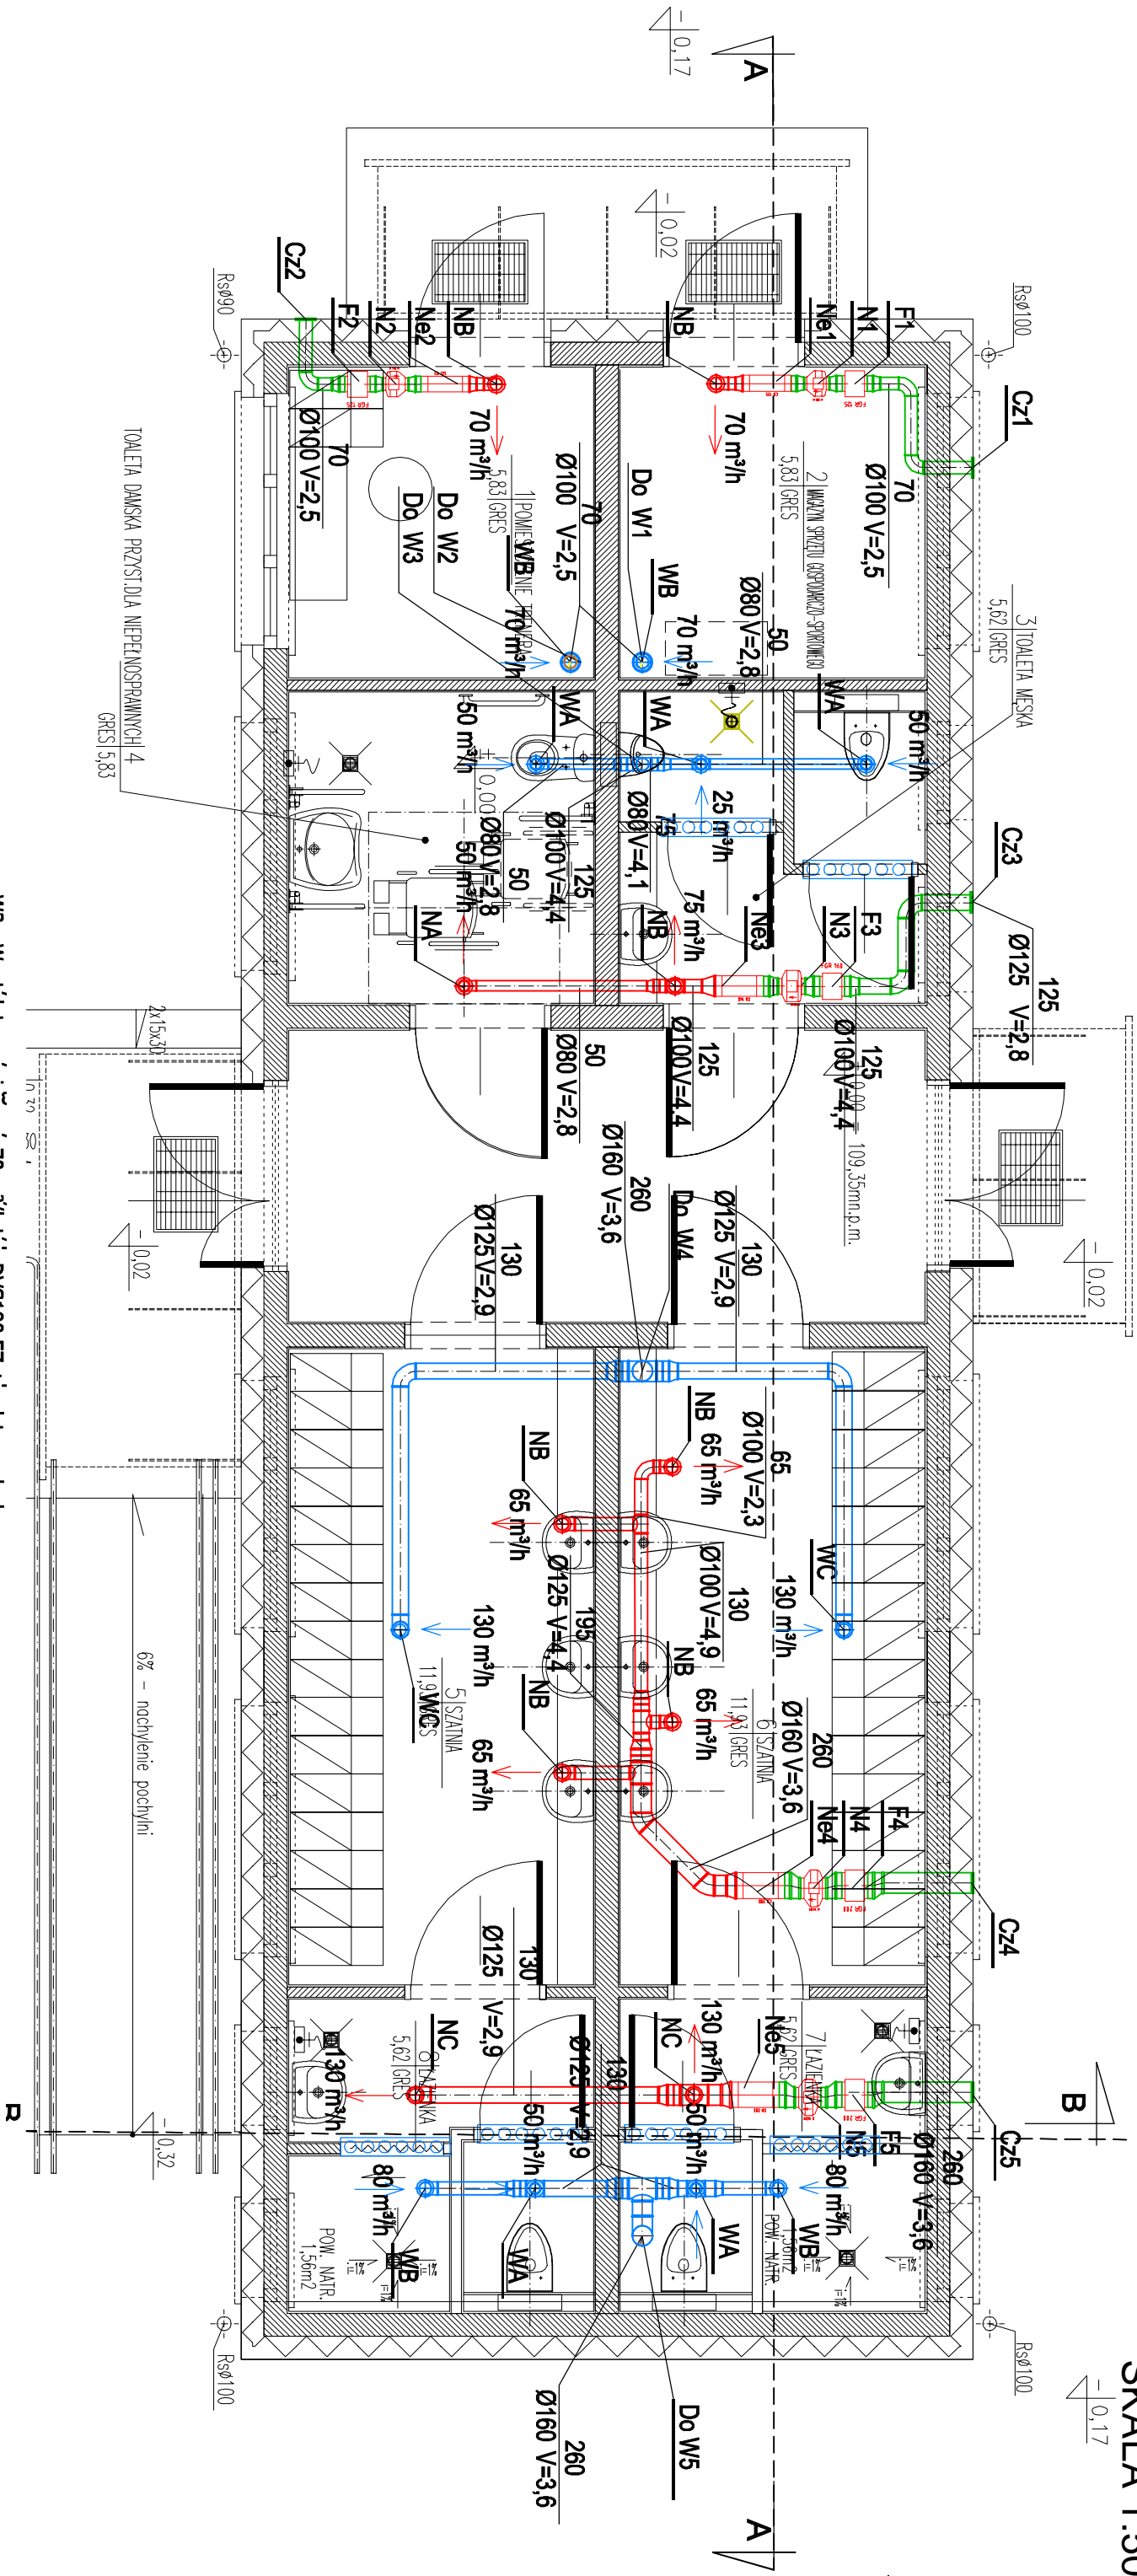 SKALA 1:50
A
-0,17
-0,02
Cz2
Rsø90
F2
N2
Ne2
NB
NB
Ne1
N1
F1
Rsø100
Cz1
70 m³/h
70
Ø100 V=2,5
70 m³/h
70
Ø100 V=2,5
2 MAGAZYN SPRZĘTU GOSPODARCZO-SPORTOWEGO
5,83 GRES
Do W1
WB
70 m³/h
70
Ø100 V=2,5
5,83 GRES
WB
70 m³/h
Do W2
Do W3
TOALETA DAMSKA PRZYST.DLA NIEPEŁNOSPRAWNYCH 4
GRES 5,83
3 TOALETA MĘSKA
5,62 GRES
50
Ø80 V=2,8
WA
50 m³/h
WA
WA
50 m³/h
25 m³/h
75
Ø80 V=4,1
125
Ø100 V=4,4
50
Ø80 V=2,8
50 m³/h
NA
75 m³/h
NB
Ne3
N3
F3
Cz3
125
Ø125 V=2,8
125
Ø100 V=4,4
125
Ø100 V=4,4
50
Ø80 V=2,8
109,35mn.p.m.
2x15x30
-0,02
-0,02
260
Ø160 V=3,6
Do W4
130
Ø125 V=2,9
130
Ø125 V=2,9
NB
65 m³/h
65
Ø100 V=2,3
NB
65 m³/h
130
Ø100 V=4,9
195
Ø125 V=4,4
WC
130 m³/h
130 m³/h
WC
5 SZATNIA
NB
65 m³/h
6 SZATNIA
11,93 GRES
NB
65 m³/h
260
Ø160 V=3,6
Ne4
N4
F4
Cz4
6% - nachylenie pochylni
130
Ø125 V=2,9
NC
8 ŁAZIENKA
5,62 GRES
130 m³/h
130 m³/h
NC
Ne5
7 ŁAZIENKA
5,62 GRES
N5
F5
Cz5
260
Ø160 V=3,6
130
Ø125 V=2,9
50 m³/h
50 m³/h
80 m³/h
80 m³/h
WB
WA
WA
WB
POW. NATR.
1,56m2
POW. NATR.
1,56m2
B
B
-0,32
Do W5
260
Ø160 V=3,6
Rsø100
Rsø100
-0,17
A